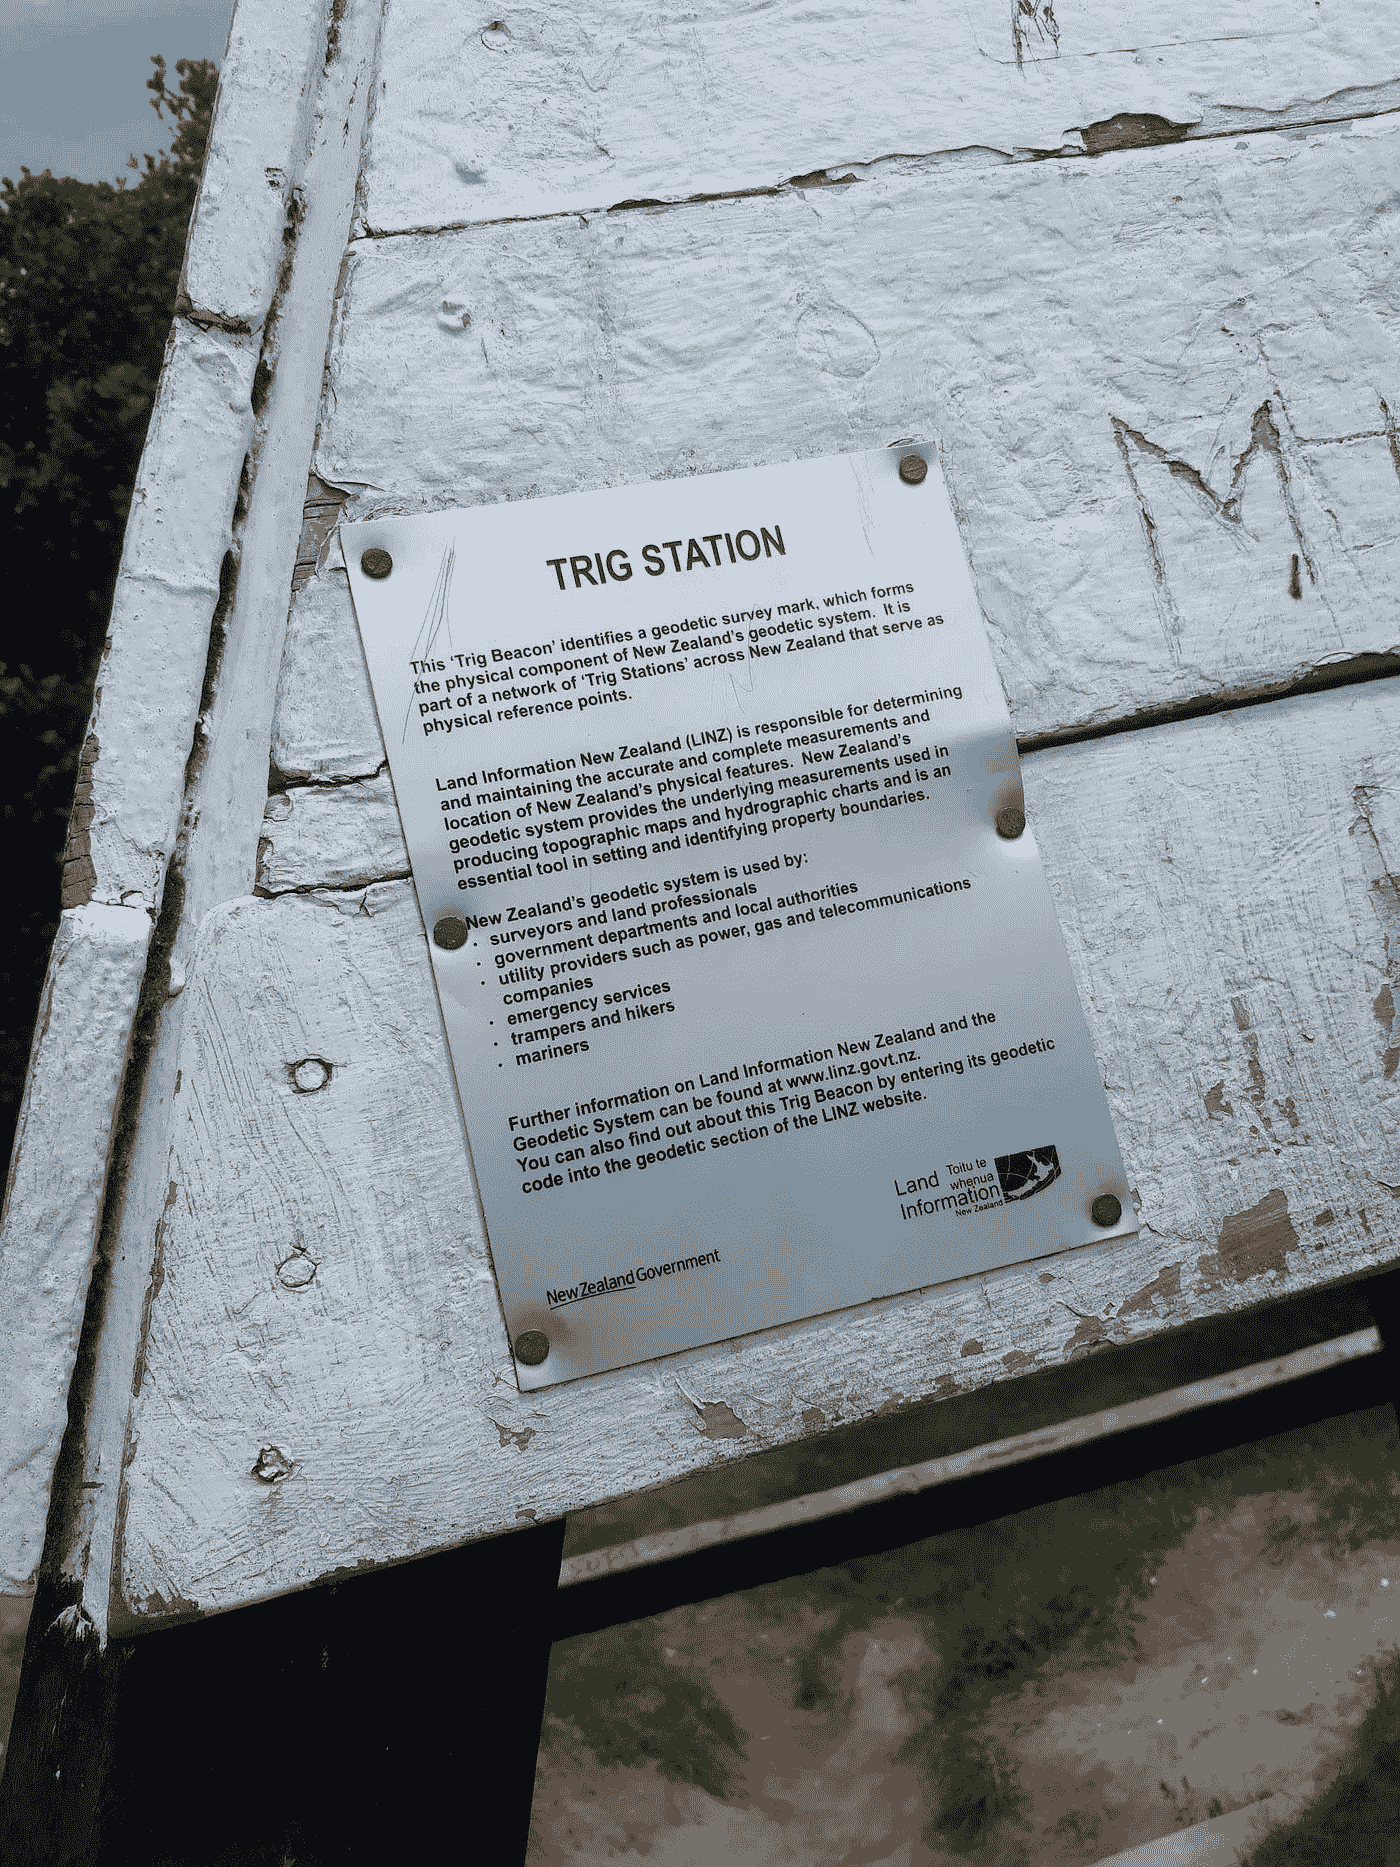 TRIG STATION
This ‘Trig Beacon’ identifies a geodetic survey mark, which forms
the physical component of New Zealand’s geodetic system. It is
part of a network of ‘Trig Stations’ across New Zealand that serve as
physical reference points.
Land Information New Zealand (LINZ) is responsible for determining
and maintaining the accurate and complete measurements and
location of New Zealand’s physical features. New Zealand’s
geodetic system provides the underlying measurements used in
producing topographic maps and hydrographic charts and is an
essential tool in setting and identifying property boundaries.
New Zealand’s geodetic system is used by:
· surveyors and land professionals
· government departments and local authorities
· utility providers such as power, gas and telecommunications
companies
· emergency services
· trampers and hikers
· mariners
Further information on Land Information New Zealand and the
Geodetic System can be found at www.linz.govt.nz.
You can also find out about this Trig Beacon by entering its geodetic
code into the geodetic section of the LINZ website.
Land Toitu te
whenua
Information
New Zealand
New Zealand Government
M